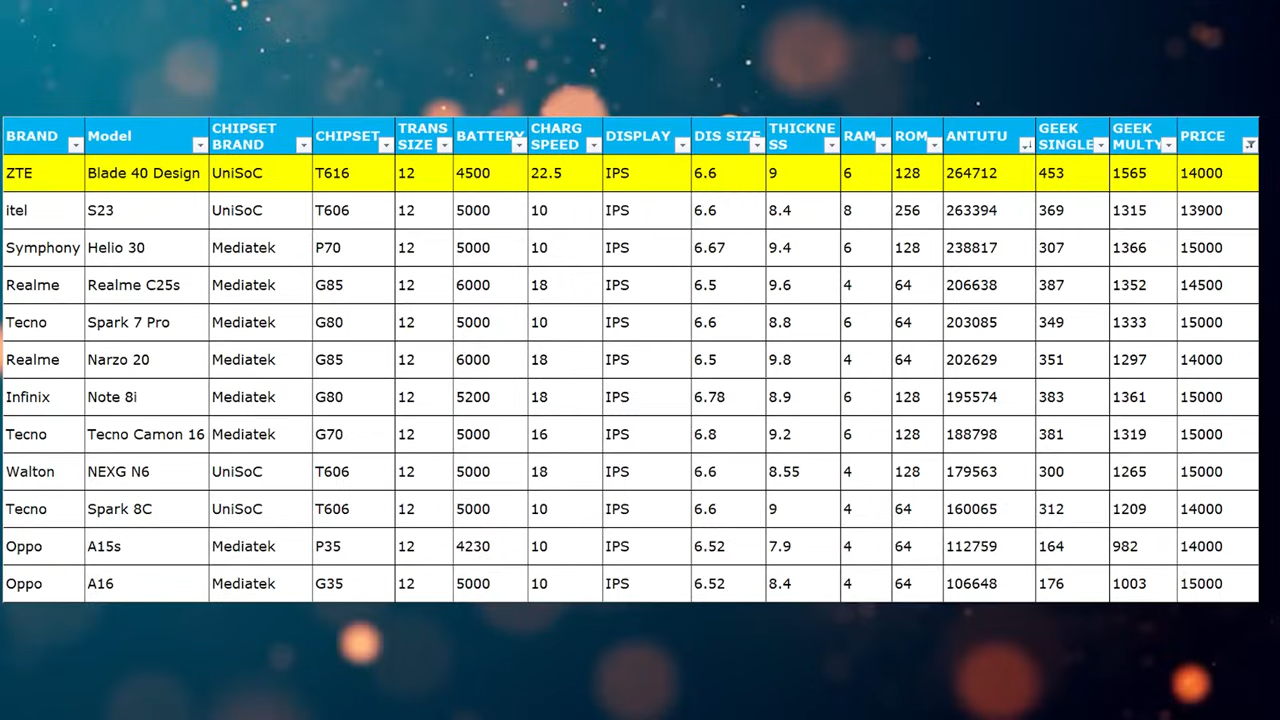 BRAND Model CHIPSET BRAND CHIPSET TRANS SIZE BATTERY CHARG SPEED DISPLAY DIS SIZE THICKNE SS RAM ROM ANTUTU GEEK SINGLE GEEK MULTY PRICE
ZTE Blade 40 Design UniSoC T616 12 4500 22.5 IPS 6.6 9 6 128 264712 453 1565 14000
itel S23 UniSoC T606 12 5000 10 IPS 6.6 8.4 8 256 263394 369 1315 13900
Symphony Helio 30 Mediatek P70 12 5000 10 IPS 6.67 9.4 6 128 238817 307 1366 15000
Realme Realme C25s Mediatek G85 12 6000 18 IPS 6.5 9.6 4 64 206638 387 1352 14500
Tecno Spark 7 Pro Mediatek G80 12 5000 10 IPS 6.6 8.8 6 64 203085 349 1333 15000
Realme Narzo 20 Mediatek G85 12 6000 18 IPS 6.5 9.8 4 64 202629 351 1297 14000
Infinix Note 8i Mediatek G80 12 5200 18 IPS 6.78 8.9 6 128 195574 383 1361 15000
Tecno Tecno Camon 16 Mediatek G70 12 5000 16 IPS 6.8 9.2 6 128 188798 381 1319 15000
Walton NEXG N6 UniSoC T606 12 5000 18 IPS 6.6 8.55 4 128 179563 300 1265 15000
Tecno Spark 8C UniSoC T606 12 5000 10 IPS 6.6 9 4 64 160065 312 1209 14000
Oppo A15s Mediatek P35 12 4230 10 IPS 6.52 7.9 4 64 112759 164 982 14000
Oppo A16 Mediatek G35 12 5000 10 IPS 6.52 8.4 4 64 106648 176 1003 15000